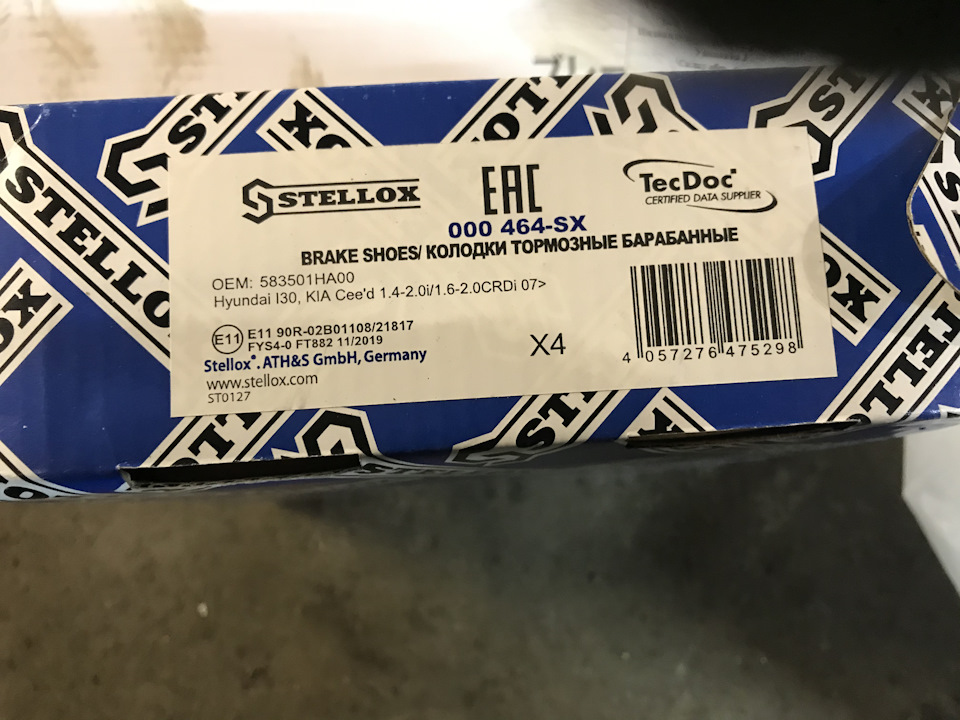 STELLOX
EAC
TecDoc
CERTIFIED DATA SUPPLIER
000 464-SX
BRAKE SHOES/ КОЛОДКИ ТОРМОЗНЫЕ БАРАБАННЫЕ
OEM: 583501HA00
Hyundai I30, KIA Cee'd 1.4-2.0i/1.6-2.0CRDi 07>
E11 E11 90R-02B01108/21817
FYS4-0 FT882 11/2019
Stellox®. ATH&S GmbH, Germany
www.stellox.com
ST0127
X4
4 057276 475298
STELLOX